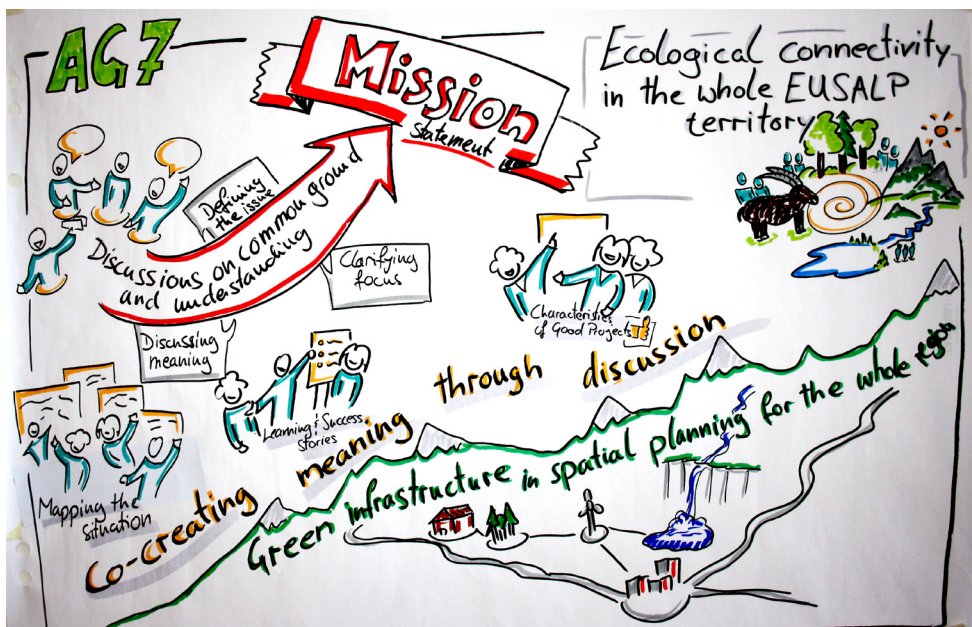 AG7
Mission
Statement
Ecological connectivity
in the whole EUSALP
territory
Defining
the issue
Discussions on common ground
and understanding
Clarifying
focus
Discussing
meaning
Characteristics
of Good Projects
Learning & Success
Stories
Mapping the
situation
Co-creating meaning through discussion
Green infrastructure in spatial planning for the whole region